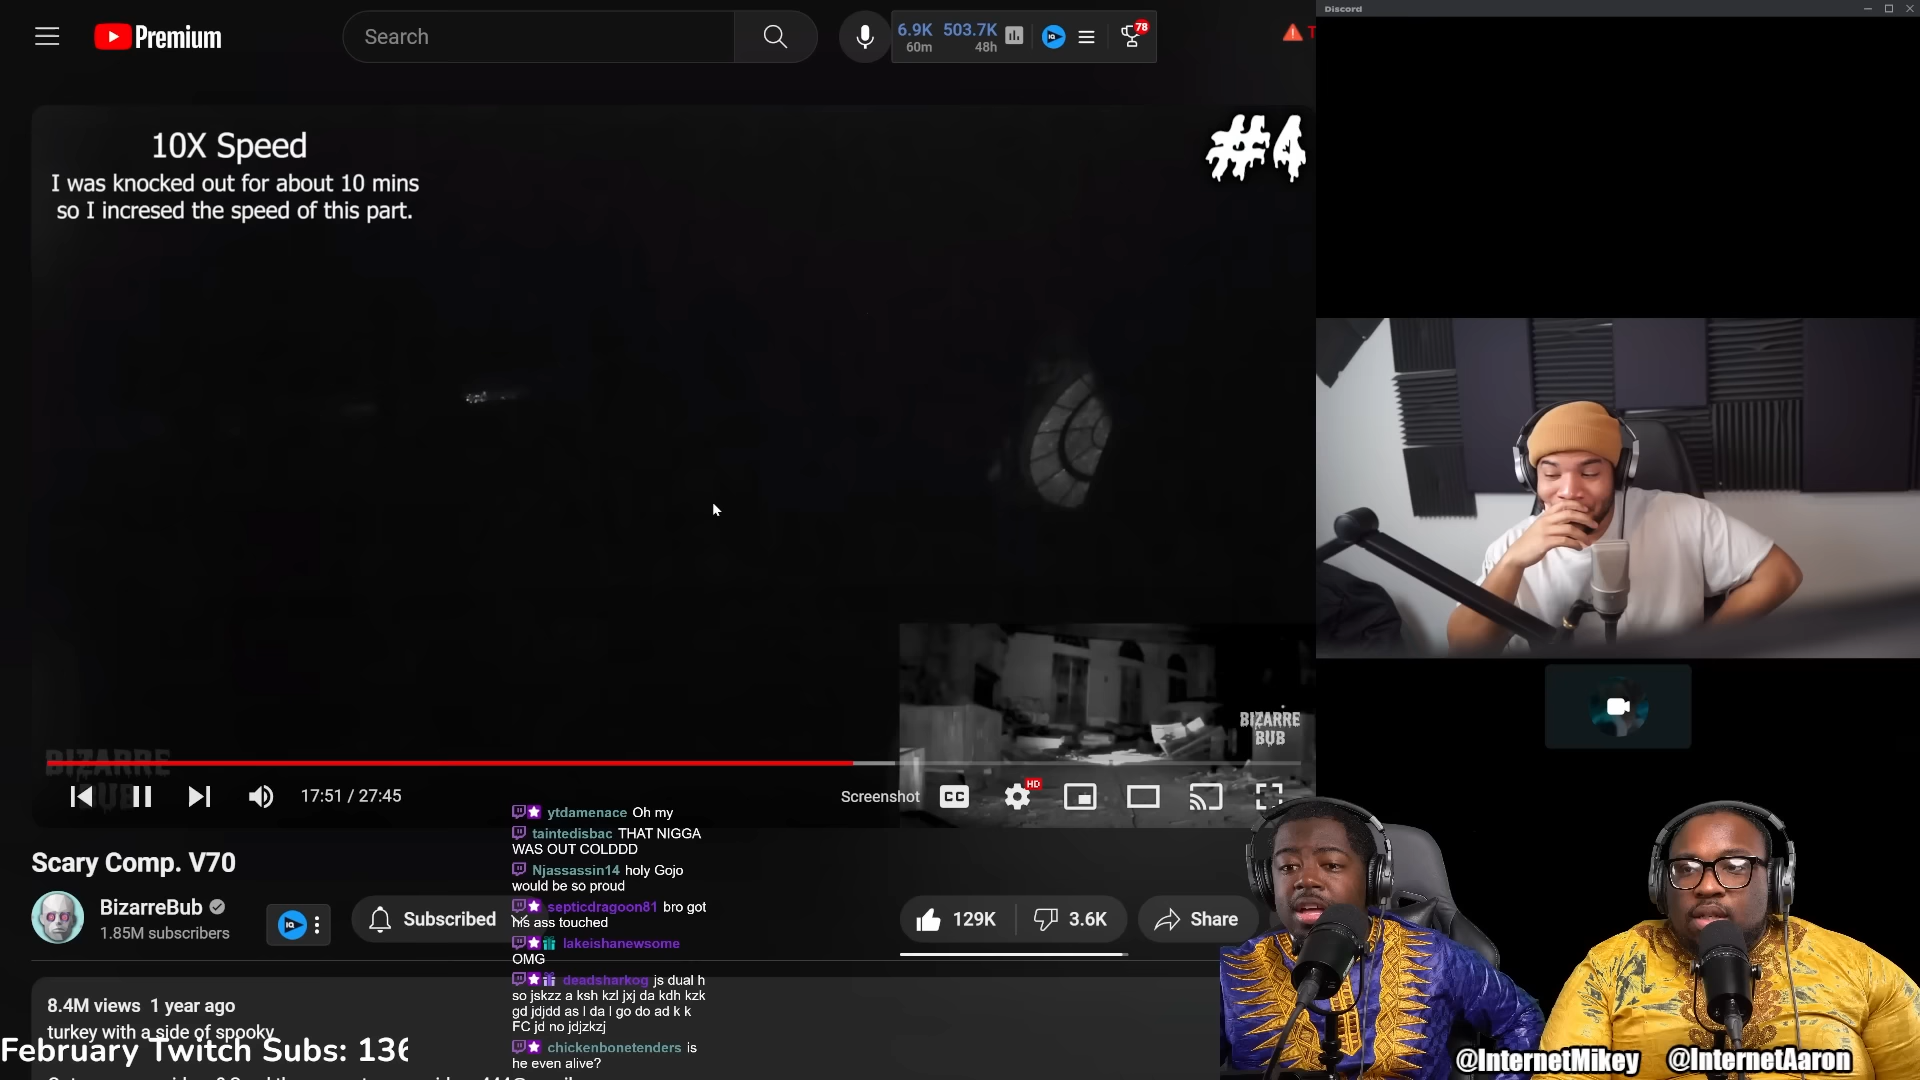 Premium
Search
6.9K 503.7K
60m 48h
78
Discord
10X Speed
I was knocked out for about 10 mins
so I incresed the speed of this part.
#4
BIZARRE
BUB
BIZARRE
BUB
17:51 / 27:45
Screenshot
CC
HD
Scary Comp. V70
BizarreBub
1.85M subscribers
Subscribed
129K
3.6K
Share
8.4M views 1 year ago
turkey with a side of spooky
February Twitch Subs: 136
ytdamenace Oh my
taintedisbac THAT NIGGA
WAS OUT COLDDD
Njassassin14 holy Gojo
would be so proud
septicdragoon81 bro got
his ass touched
lakeishanewsome
OMG
deadsharkog js dual h
so jskzz a ksh kzl jxj da kdh kzk
gd jdjdd as l da l go do ad k k
FC jd no jdjzkzj
chickenbonetenders is
he even alive?
@InternetMikey @InternetAaron